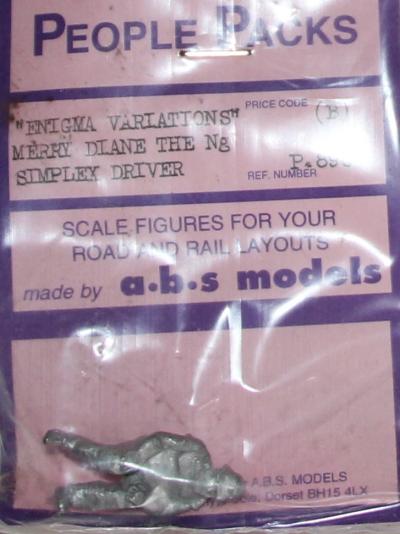 PEOPLE PACKS
"ENIGMA VARIATIONS"
MERRY DIANE THE Ng
SIMPLEX DRIVER
PRICE CODE (B)
REF. NUMBER
SCALE FIGURES FOR YOUR
ROAD AND RAIL LAYOUTS
made by a.b.s models
A.B.S. MODELS
Dorset BH15 4LX